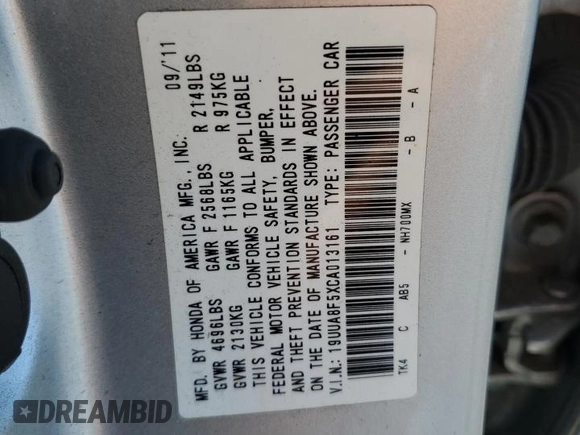 MFD. BY HONDA OF AMERICA MFG., INC. 09/'11
GVWR 4696LBS GAWR F 2568LBS R 2149LBS
GVWR 2130KG GAWR F 1165KG R 975KG
THIS VEHICLE CONFORMS TO ALL APPLICABLE
FEDERAL MOTOR VEHICLE SAFETY, BUMPER,
AND THEFT PREVENTION STANDARDS IN EFFECT
ON THE DATE OF MANUFACTURE SHOWN ABOVE.
V.I.N.: 19UUA8F5XCA013161 TYPE: PASSENGER CAR
TK4 C AB5 - NH700MX - B - A
DREAMBID